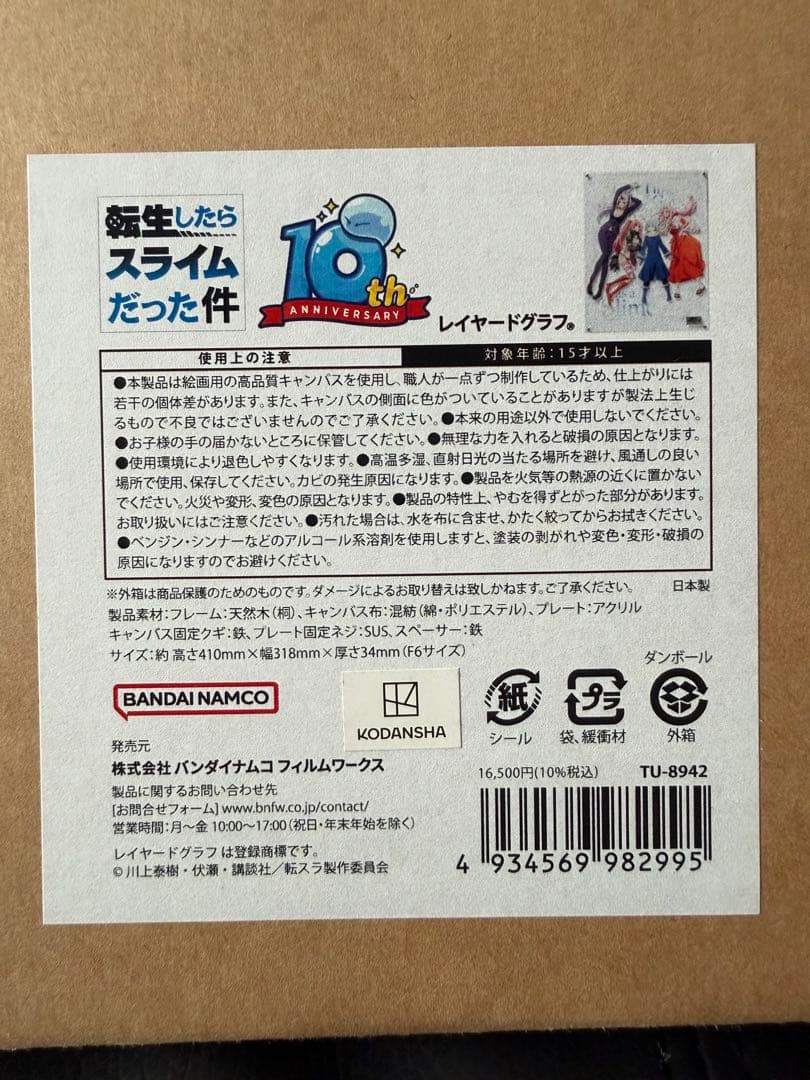 転生したら
スライム
だった件
10th
ANNIVERSARY
レイヤードグラフ®
使用上の注意
対象年齢：15才以上
●本製品は絵画用の高品質キャンバスを使用し、職人が一点ずつ制作しているため、仕上がりには
若干の個体差があります。また、キャンバスの側面に色がついていることがありますが製法上生じ
るもので不良ではございませんのでご了承ください。●本来の用途以外で使用しないでください。
●お子様の手の届かないところに保管してください。●無理な力を入れると破損の原因となります。
●使用環境により退色しやすくなります。●高温多湿、直射日光の当たる場所を避け、風通しの良い
場所で使用、保存してください。カビの発生原因になります。●製品を火気等の熱源の近くに置かない
でください。火災や変形、変色の原因となります。●製品の特性上、やむを得ずとがった部分があります。
お取り扱いにはご注意ください。●汚れた場合は、水を布に含ませ、かたく絞ってからお拭きください。
●ベンジン・シンナーなどのアルコール系溶剤を使用しますと、塗装の剥がれや変色・変形・破損の
原因になりますのでお避けください。
※外箱は商品保護のためのものです。ダメージによるお取り替えは致しかねます。ご了承ください。
日本製
製品素材：フレーム：天然木（桐）、キャンバス布：混紡（綿・ポリエステル）、プレート：アクリル
キャンバス固定クギ：鉄、プレート固定ネジ：SUS、スペーサー：鉄
サイズ：約 高さ410mm×幅318mm×厚さ34mm（F6サイズ）
ダンボール
BANDAI NAMCO
KODANSHA
紙
シール
プラ
袋、緩衝材
外箱
発売元
株式会社 バンダイナムコ フィルムワークス
製品に関するお問い合わせ先
[お問合せフォーム] www.bnfw.co.jp/contact/
営業時間：月～金 10:00～17:00（祝日・年末年始を除く）
レイヤードグラフ は登録商標です。
© 川上泰樹・伏瀬・講談社／転スラ製作委員会
16,500円（10%税込）
TU-8942
4 934569 982995